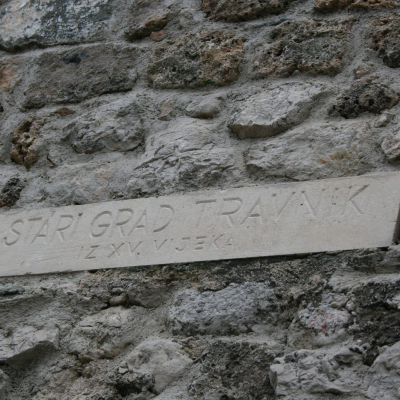 STARI GRAD TRAVNIK
IZ XV. VIJEKA